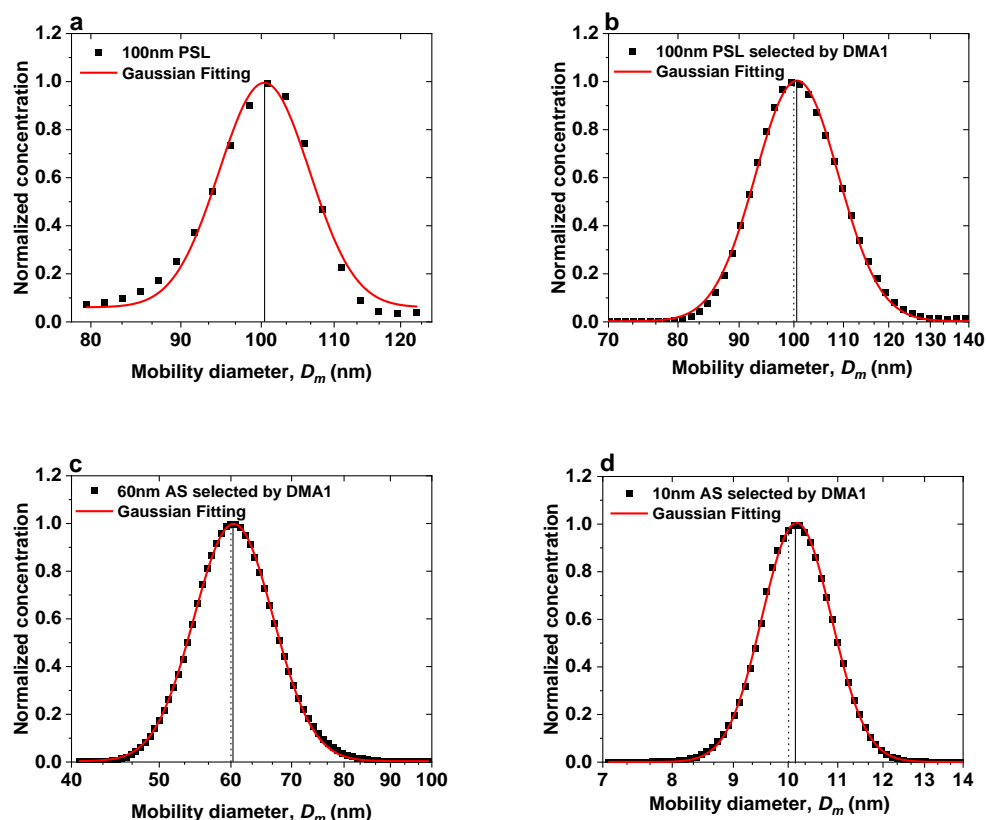 a
100nm PSL
Gaussian Fitting
1.2
1.0
0.8
0.6
0.4
0.2
0.0
Normalized concentration
80 90 100 110 120
Mobility diameter, Dm (nm)
b
100nm PSL selected by DMA1
Gaussian Fitting
1.2
1.0
0.8
0.6
0.4
0.2
0.0
Normalized concentration
70 80 90 100 110 120 130 140
Mobility diameter, Dm (nm)
c
60nm AS selected by DMA1
Gaussian Fitting
1.2
1.0
0.8
0.6
0.4
0.2
0.0
Normalized concentration
40 50 60 70 80 90 100
Mobility diameter, Dm (nm)
d
10nm AS selected by DMA1
Gaussian Fitting
1.2
1.0
0.8
0.6
0.4
0.2
0.0
Normalized concentration
7 8 9 10 11 12 13 14
Mobility diameter, Dm (nm)